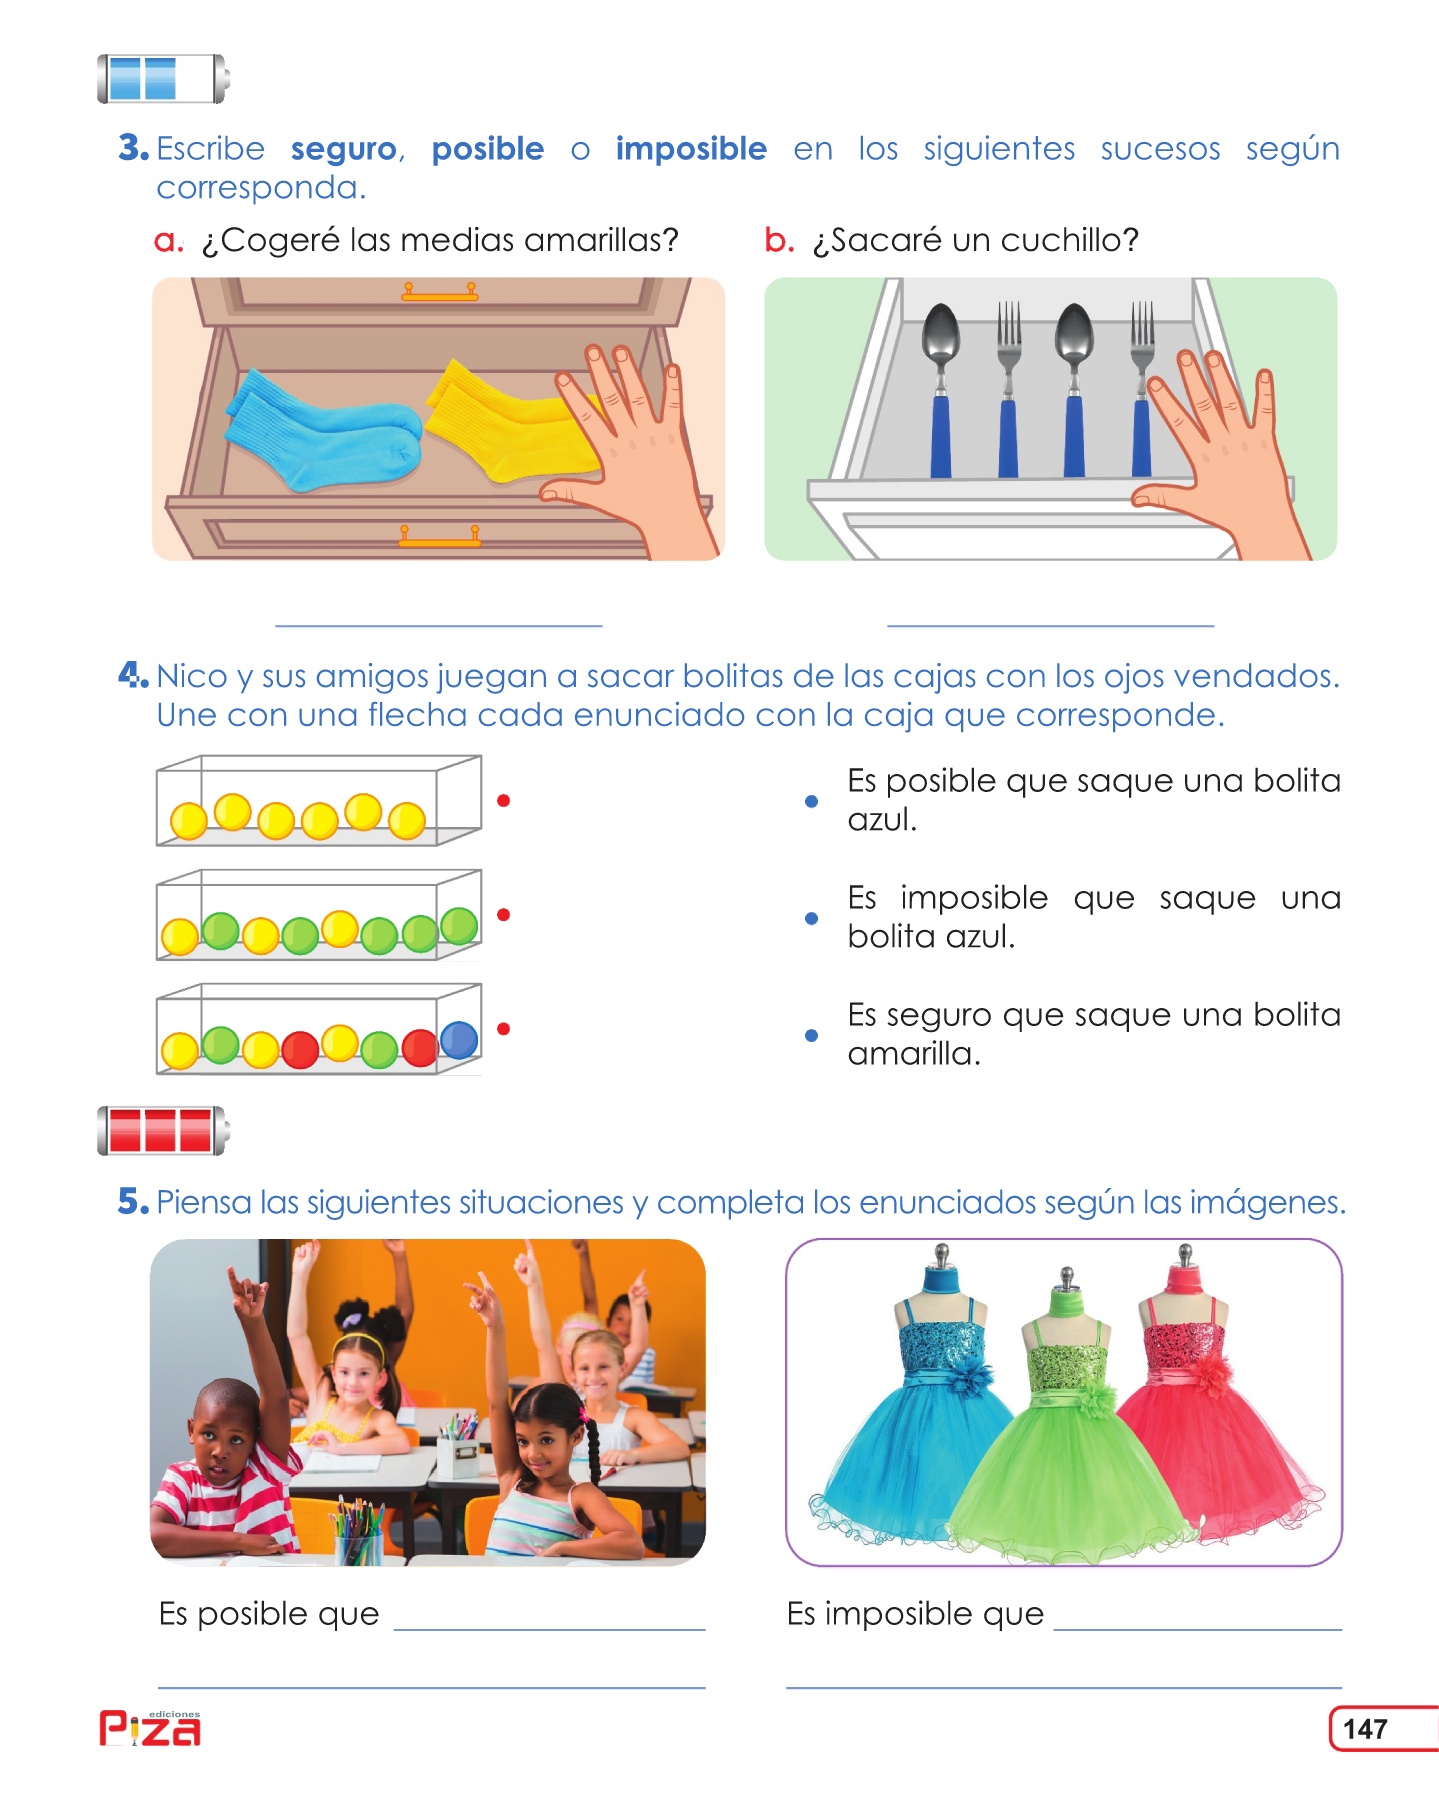 3. Escribe seguro, posible o imposible en los siguientes sucesos según
corresponda.
a. ¿Cogeré las medias amarillas?
b. ¿Sacaré un cuchillo?
4. Nico y sus amigos juegan a sacar bolitas de las cajas con los ojos vendados.
Une con una flecha cada enunciado con la caja que corresponde.
Es posible que saque una bolita
azul.
Es imposible que saque una
bolita azul.
Es seguro que saque una bolita
amarilla.
5. Piensa las siguientes situaciones y completa los enunciados según las imágenes.
Es posible que
Es imposible que
ediciones
Piza
147